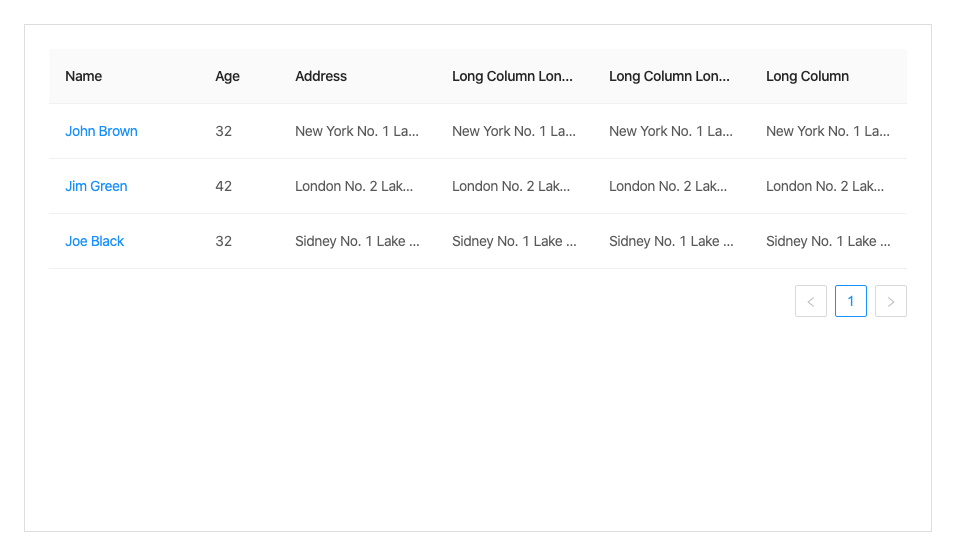 Name Age Address Long Column Lon... Long Column Lon... Long Column
John Brown 32 New York No. 1 La... New York No. 1 La... New York No. 1 La... New York No. 1 La...
Jim Green 42 London No. 2 Lak... London No. 2 Lak... London No. 2 Lak... London No. 2 Lak...
Joe Black 32 Sidney No. 1 Lake ... Sidney No. 1 Lake ... Sidney No. 1 Lake ... Sidney No. 1 Lake ...
< 1 >